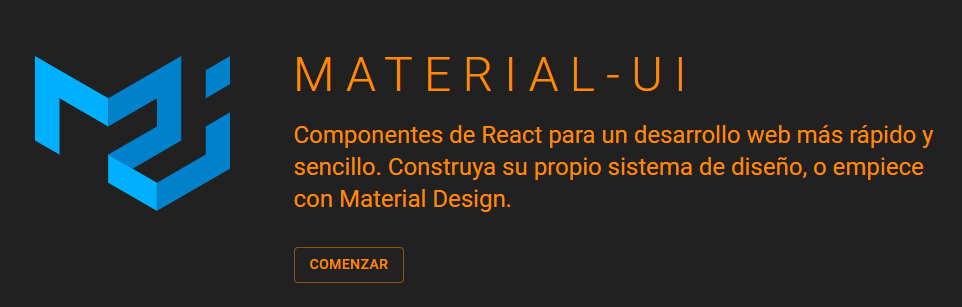 MATERIAL-UI
Componentes de React para un desarrollo web más rápido y
sencillo. Construya su propio sistema de diseño, o empiece
con Material Design.
COMENZAR